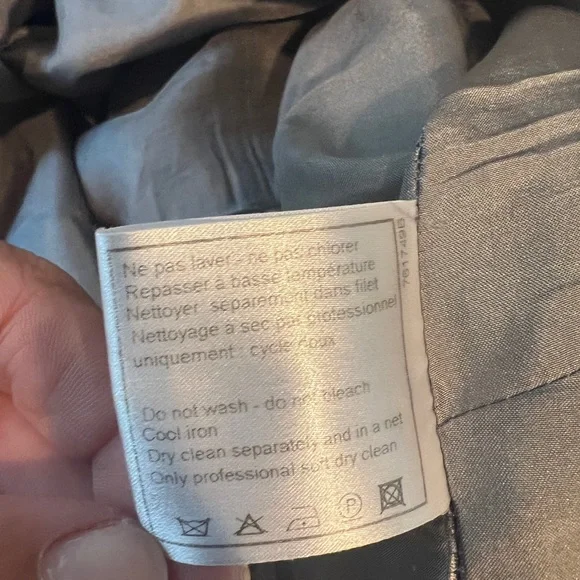 Ne pas laver - ne pas chlorer
Repasser à basse température
Nettoyer separement dans filet
Nettoyage à sec par professionnel
uniquement : cycle doux
Do not wash - do not bleach
Cool iron
Dry clean separately and in a net
Only professional soft dry clean
P
761749B